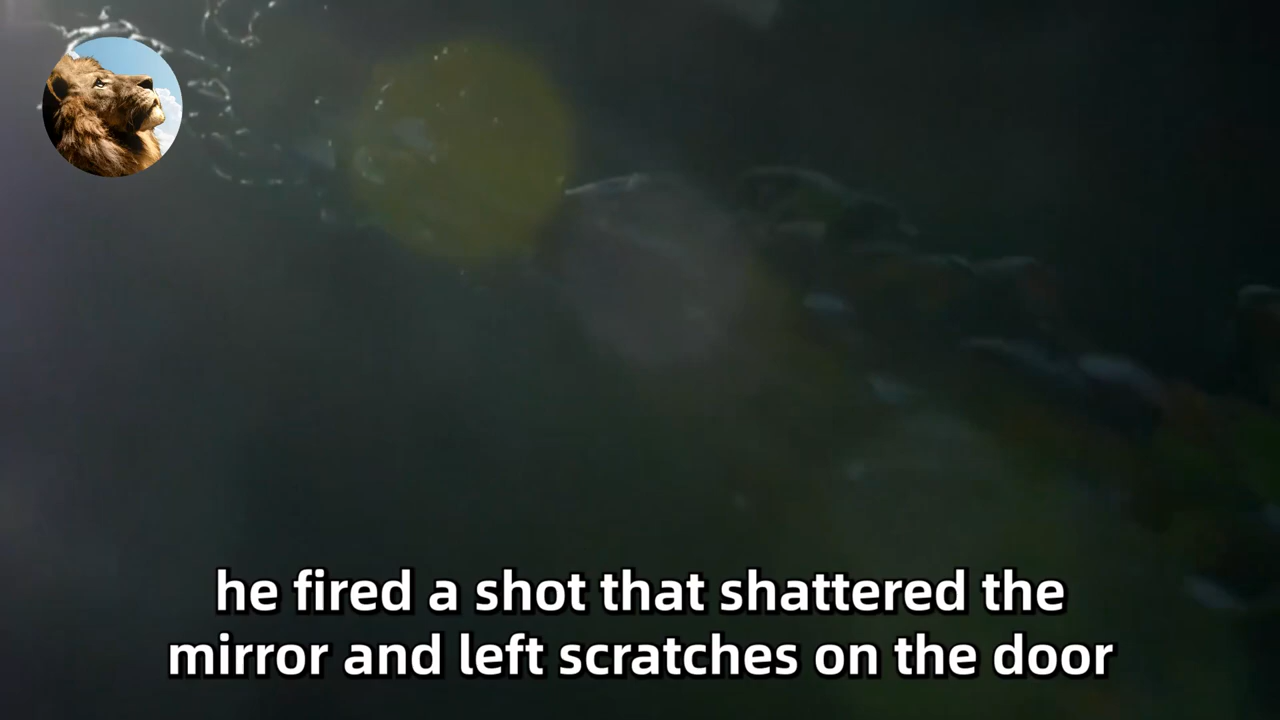 he fired a shot that shattered the
mirror and left scratches on the door